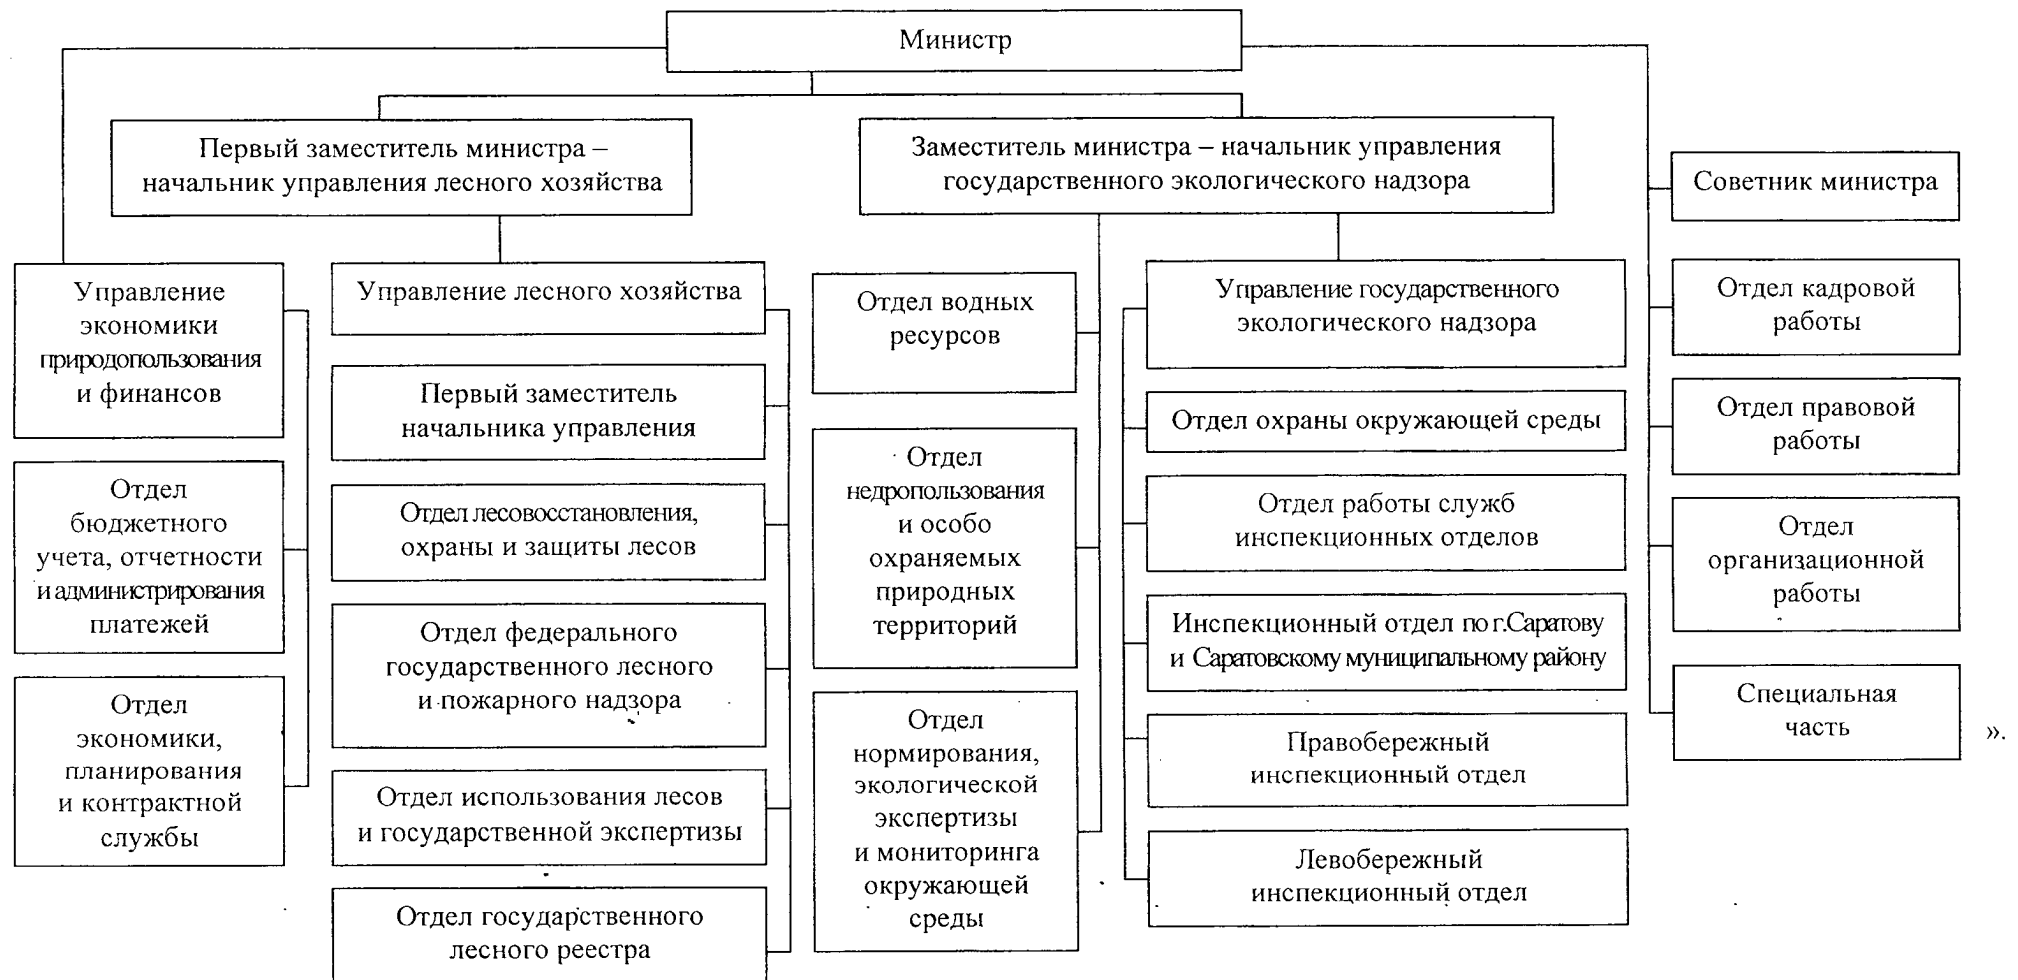 Министр
Первый заместитель министра –
начальник управления лесного хозяйства
Заместитель министра – начальник управления
государственного экологического надзора
Советник министра
Управление
экономики
природопользования
и финансов
Отдел
бюджетного
учета, отчетности
и администрирования
платежей
Отдел
экономики,
планирования
и контрактной
службы
Управление лесного хозяйства
Первый заместитель
начальника управления
Отдел лесовосстановления,
охраны и защиты лесов
Отдел федерального
государственного лесного
и пожарного надзора
Отдел использования лесов
и государственной экспертизы
Отдел государственного
лесного реестра
Отдел водных
ресурсов
Отдел
недропользования
и особо
охраняемых
природных
территорий
Отдел
нормирования,
экологической
экспертизы
и мониторинга
окружающей
среды
Управление государственного
экологического надзора
Отдел охраны окружающей среды
Отдел работы служб
инспекционных отделов
Инспекционный отдел по г.Саратову
и Саратовскому муниципальному району
Правобережный
инспекционный отдел
Левобережный
инспекционный отдел
Отдел кадровой
работы
Отдел правовой
работы
Отдел
организационной
работы
Специальная
часть
».